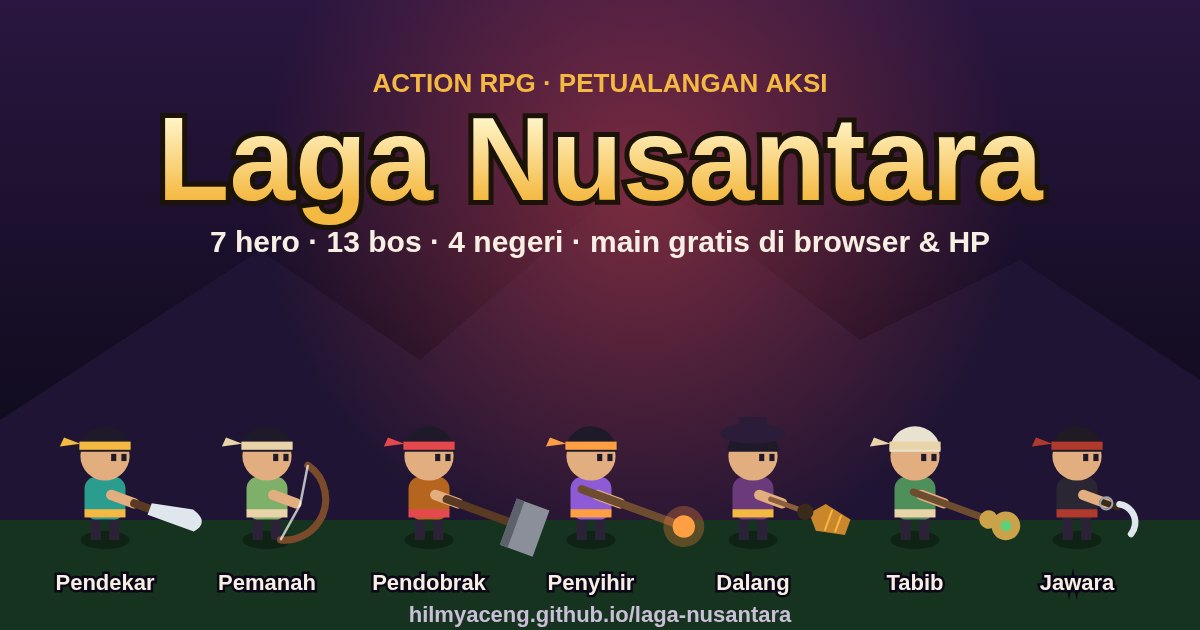 ACTION RPG · PETUALANGAN AKSI
Laga Nusantara
7 hero · 13 bos · 4 negeri · main gratis di browser & HP
Pendekar Pemanah Pendobrak Penyihir Dalang Tabib Jawara
hilmyaceng.github.io/laga-nusantara